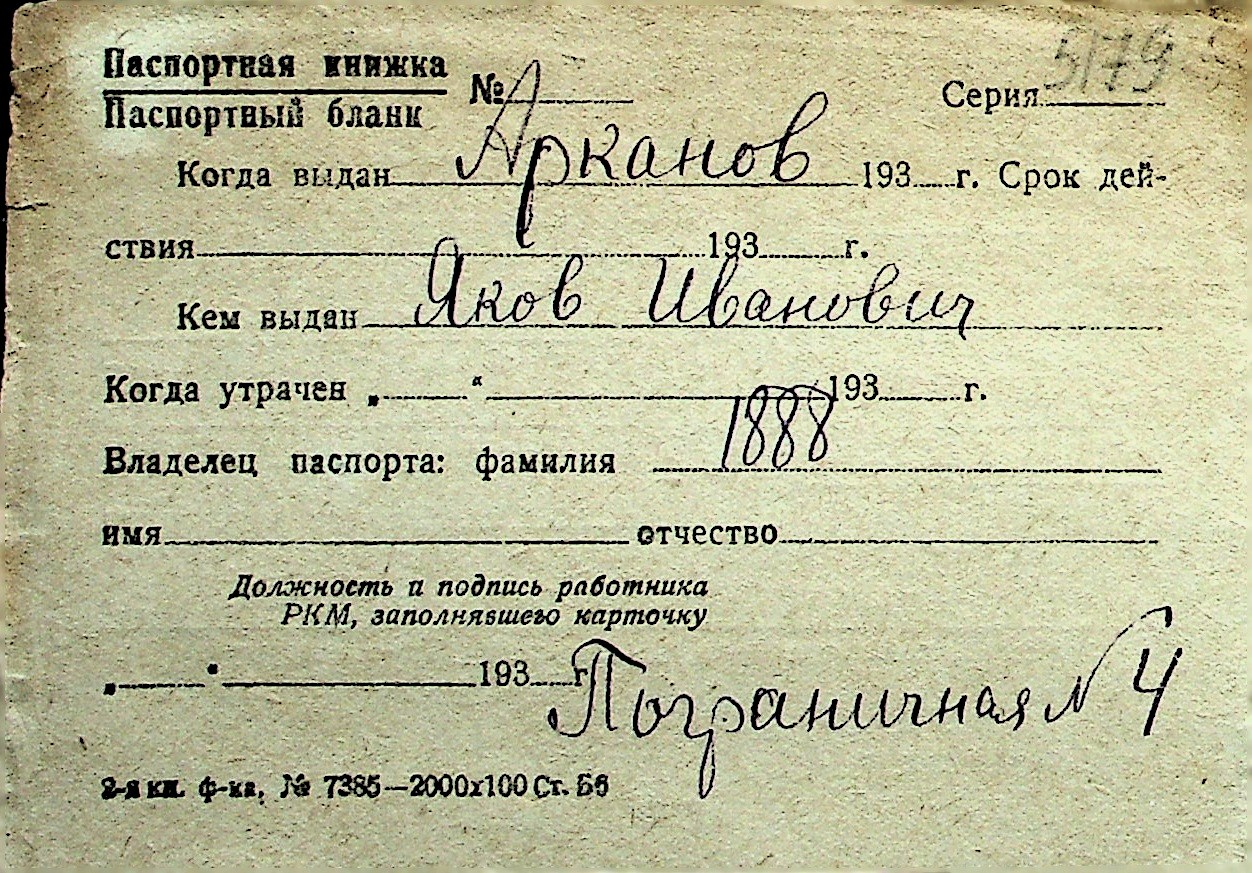 Паспортная книжка
Паспортный бланк № Серия 5179
Арканов
Когда выдан 193 г. Срок дей-
ствия 193 г.
Яков Иванович
Кем выдан
Когда утрачен „ “ 193 г.
1888
Владелец паспорта: фамилия
имя отчество
Должность и подпись работника
РКМ, заполнявшего карточку
„ “ 193 г.
Пограничная № 4
2-я кн. ф-ка, № 7385—2000х100 Ст. Бб